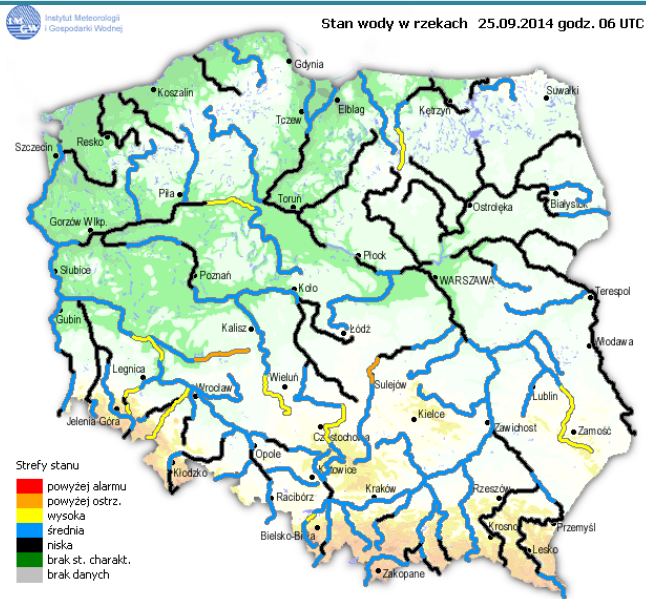 Instytut Meteorologii
i Gospodarki Wodnej
Stan wody w rzekach 25.09.2014 godz. 06 UTC
Gdynia
Koszalin
Suwałki
Elbląg
Kętrzyn
Tczew
Resko
Szczecin
Piła
Toruń
Ostrołęka
Białystok
Gorzów Wlkp.
Płock
Słubice
Poznań
WARSZAWA
Koło
Terespol
Gubin
Kalisz
Łódź
Włodawa
Legnica
Wieluń
Sulejów
Wrocław
Lublin
Jelenia Góra
Kielce
Zawichost
Zamość
Częstochowa
Opole
Kłodzko
Katowice
Racibórz
Kraków
Rzeszów
Bielsko-Biała
Krosno
Przemyśl
Lesko
Zakopane
Strefy stanu
powyżej alarmu
powyżej ostrz.
wysoka
średnia
niska
brak st. charakt.
brak danych